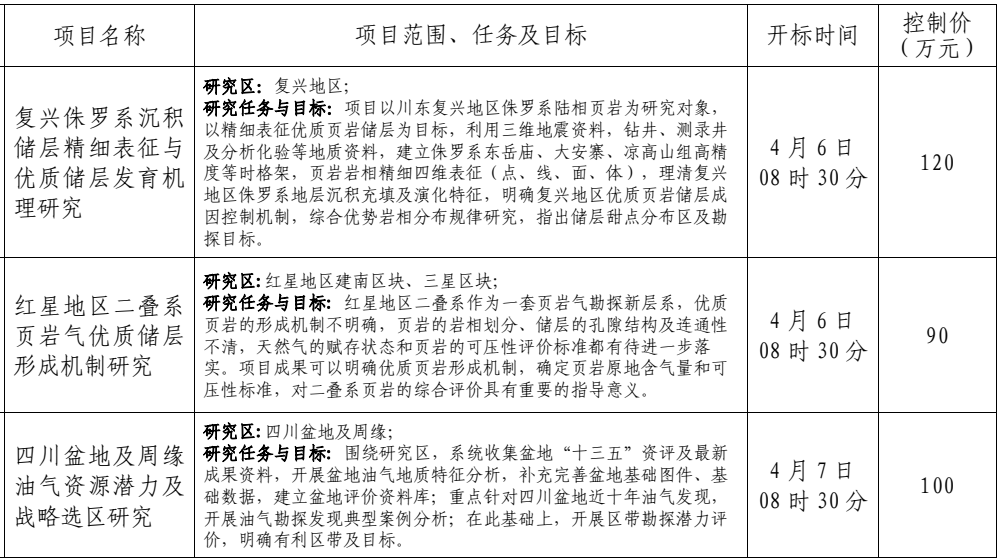 项目名称
项目范围、任务及目标
开标时间
控制价
（万元）
复兴侏罗系沉积
储层精细表征与
优质储层发育机
理研究
研究区：复兴地区；
研究任务与目标：项目以川东复兴地区侏罗系陆相页岩为研究对象，
以精细表征优质页岩储层为目标，利用三维地震资料，钻井、测录井
及分析化验等地质资料，建立侏罗系东岳庙、大安寨、凉高山组高精
度等时格架，页岩岩相精细四维表征（点、线、面、体），理清复兴
地区侏罗系地层沉积充填及演化特征，明确复兴地区优质页岩储层成
因控制机制，综合优势岩相分布规律研究，指出储层甜点分布区及勘
探目标。
4月6日
08时30分
120
红星地区二叠系
页岩气优质储层
形成机制研究
研究区：红星地区建南区块、三星区块；
研究任务与目标：红星地区二叠系作为一套页岩气勘探新层系，优质
页岩的形成机制不明确，页岩的岩相划分、储层的孔隙结构及连通性
不清，天然气的赋存状态和页岩的可压性评价标准都有待进一步落
实。项目成果可以明确优质页岩形成机制，确定页岩原地含气量和可
压性标准，对二叠系页岩的综合评价具有重要的指导意义。
4月6日
08时30分
90
四川盆地及周缘
油气资源潜力及
战略选区研究
研究区：四川盆地及周缘；
研究任务与目标：围绕研究区，系统收集盆地“十三五”资评及最新
成果资料，开展盆地油气地质特征分析，补充完善盆地基础图件、基
础数据，建立盆地评价资料库；重点针对四川盆地近十年油气发现，
开展油气勘探发现典型案例分析；在此基础上，开展区带勘探潜力评
价，明确有利区带及目标。
4月7日
08时30分
100